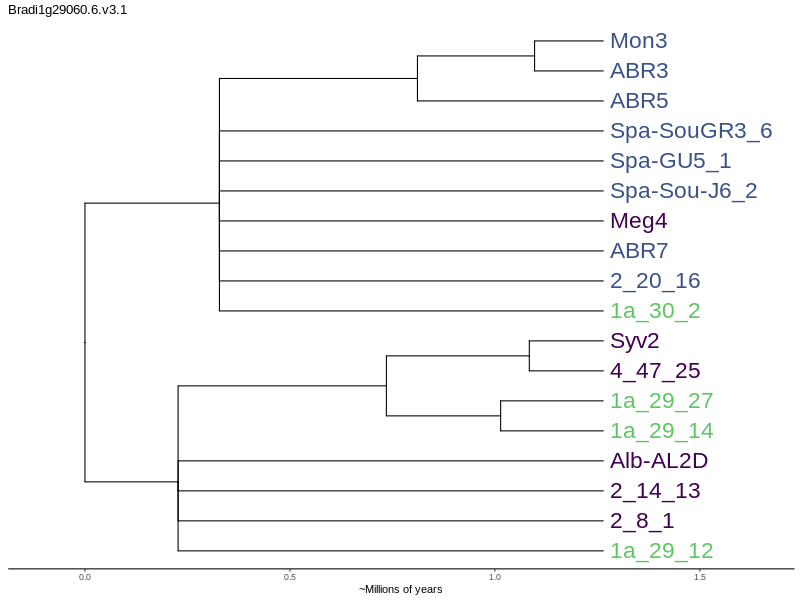 Bradi1g29060.6.v3.1
Mon3
ABR3
ABR5
Spa-SouGR3_6
Spa-GU5_1
Spa-Sou-J6_2
Meg4
ABR7
2_20_16
1a_30_2
Syv2
4_47_25
1a_29_27
1a_29_14
Alb-AL2D
2_14_13
2_8_1
1a_29_12
0.0 0.5 1.0 1.5
~Millions of years